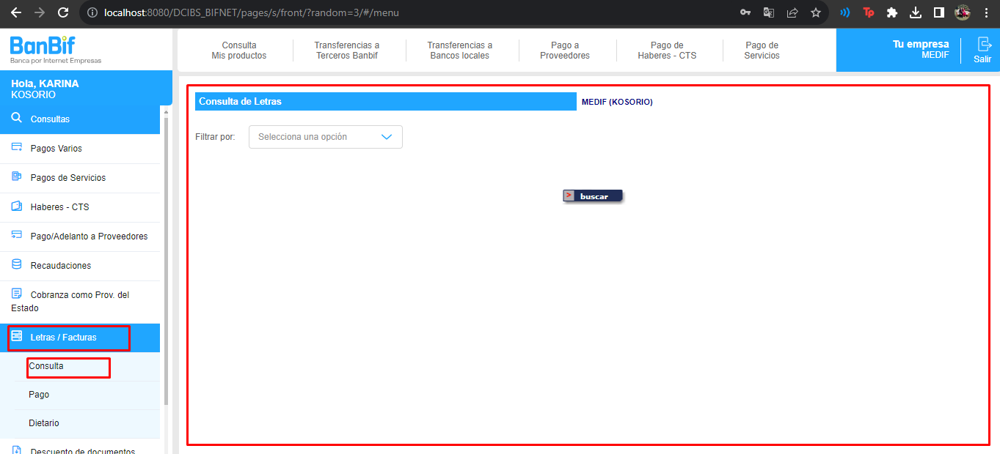 localhost:8080/DCIBS_BIFNET/pages/s/front/?random=3/#/menu
Tp
BanBif
Banca por Internet Empresas
Consulta
Mis productos
Transferencias a
Terceros Banbif
Transferencias a
Bancos locales
Pago a
Proveedores
Pago de
Haberes - CTS
Pago de
Servicios
Tu empresa
MEDIF
Salir
Hola, KARINA
KOSORIO
Consultas
Pagos Varios
Pagos de Servicios
Haberes - CTS
Pago/Adelanto a Proveedores
Recaudaciones
Cobranza como Prov. del
Estado
Letras / Facturas
Consulta
Pago
Dietario
Descuento de documentos
Consulta de Letras
MEDIF (KOSORIO)
Filtrar por:
Selecciona una opción
> buscar